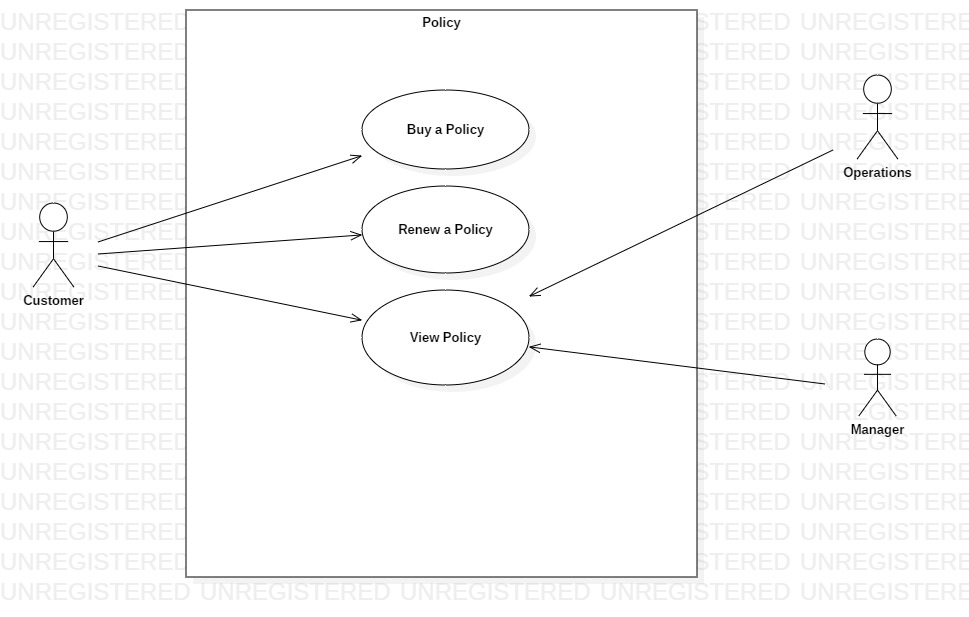 Policy
Buy a Policy
Operations
Renew a Policy
Customer
View Policy
Manager
UNREGISTERED UNREGISTERED UNREGISTERED UNREGISTERED UNREGISTERE